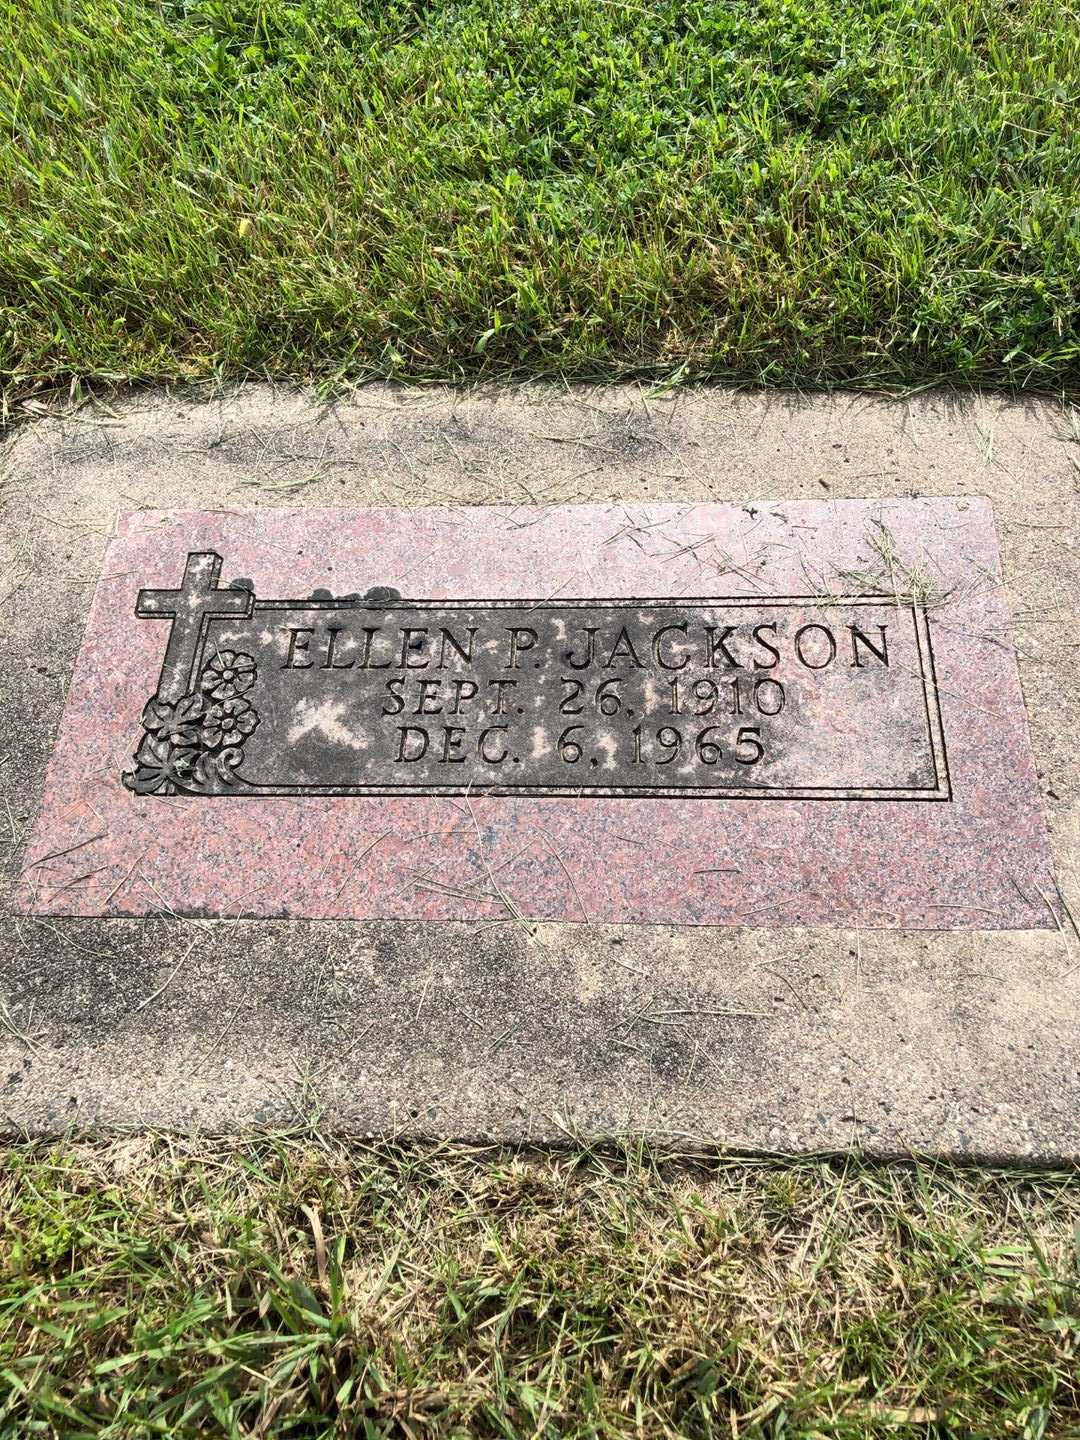 ELLEN P. JACKSON
SEPT. 26, 1910
DEC. 6, 1965